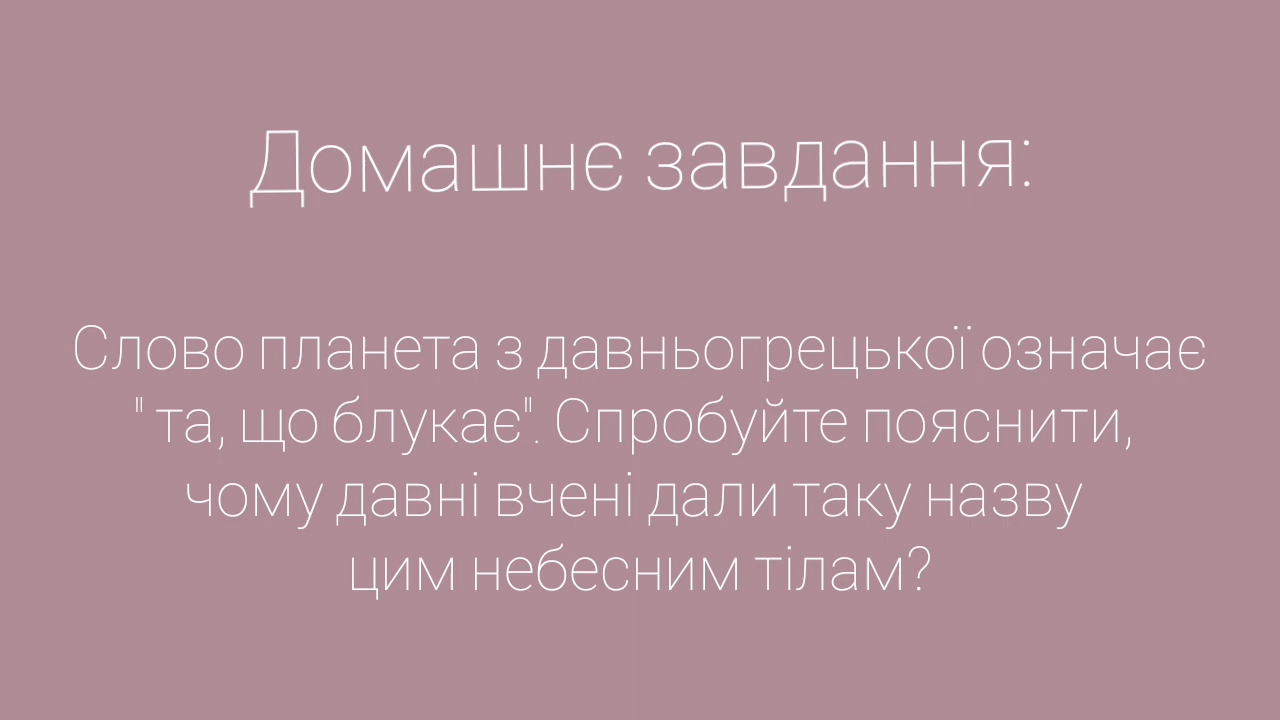 Домашнє завдання:
Слово планета з давньогрецької означає
" та, що блукає". Спробуйте пояснити,
чому давні вчені дали таку назву
цим небесним тілам?